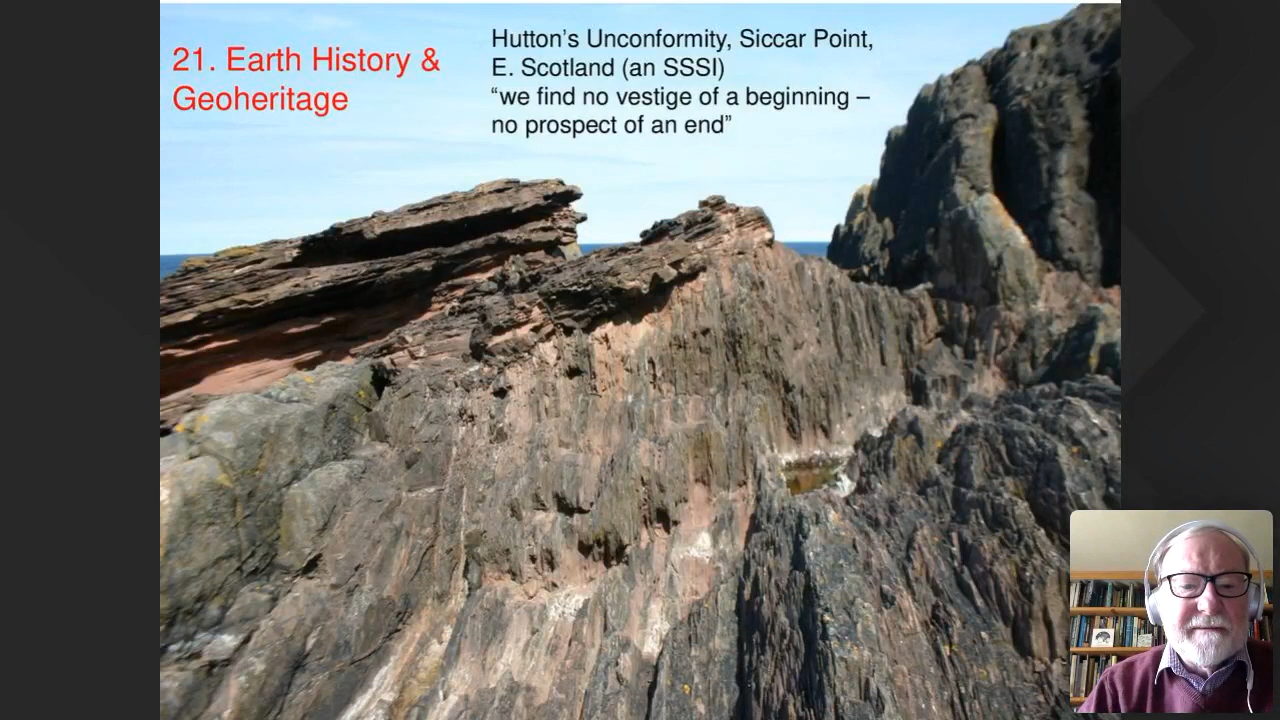 21. Earth History &
Geoheritage
Hutton’s Unconformity, Siccar Point,
E. Scotland (an SSSI)
“we find no vestige of a beginning –
no prospect of an end”